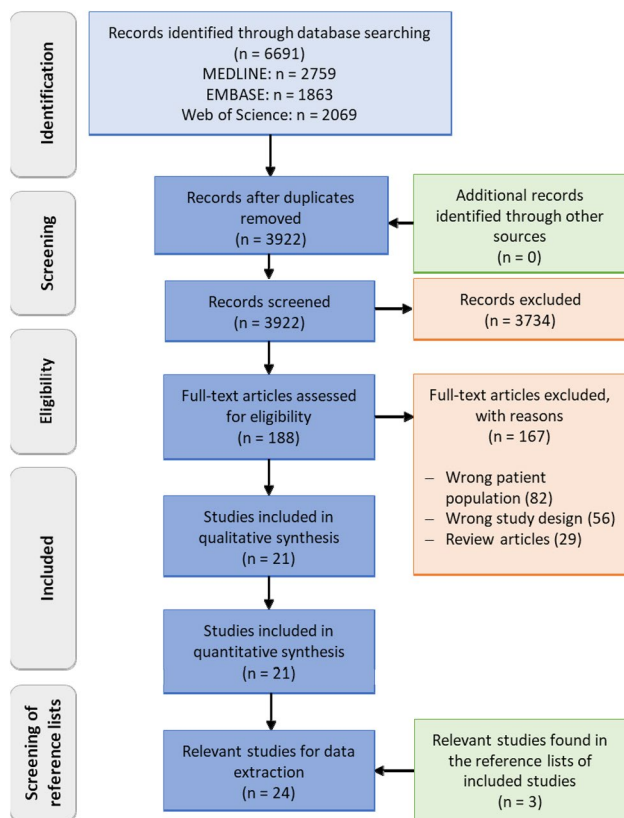 Identification
Records identified through database searching
(n = 6691)
MEDLINE: n = 2759
EMBASE: n = 1863
Web of Science: n = 2069
Screening
Records after duplicates
removed
(n = 3922)
Additional records
identified through other
sources
(n = 0)
Records screened
(n = 3922)
Records excluded
(n = 3734)
Eligibility
Full-text articles assessed
for eligibility
(n = 188)
Full-text articles excluded,
with reasons
(n = 167)
– Wrong patient
population (82)
– Wrong study design (56)
– Review articles (29)
Included
Studies included in
qualitative synthesis
(n = 21)
Studies included in
quantitative synthesis
(n = 21)
Screening of
reference lists
Relevant studies for data
extraction
(n = 24)
Relevant studies found in
the reference lists of
included studies
(n = 3)